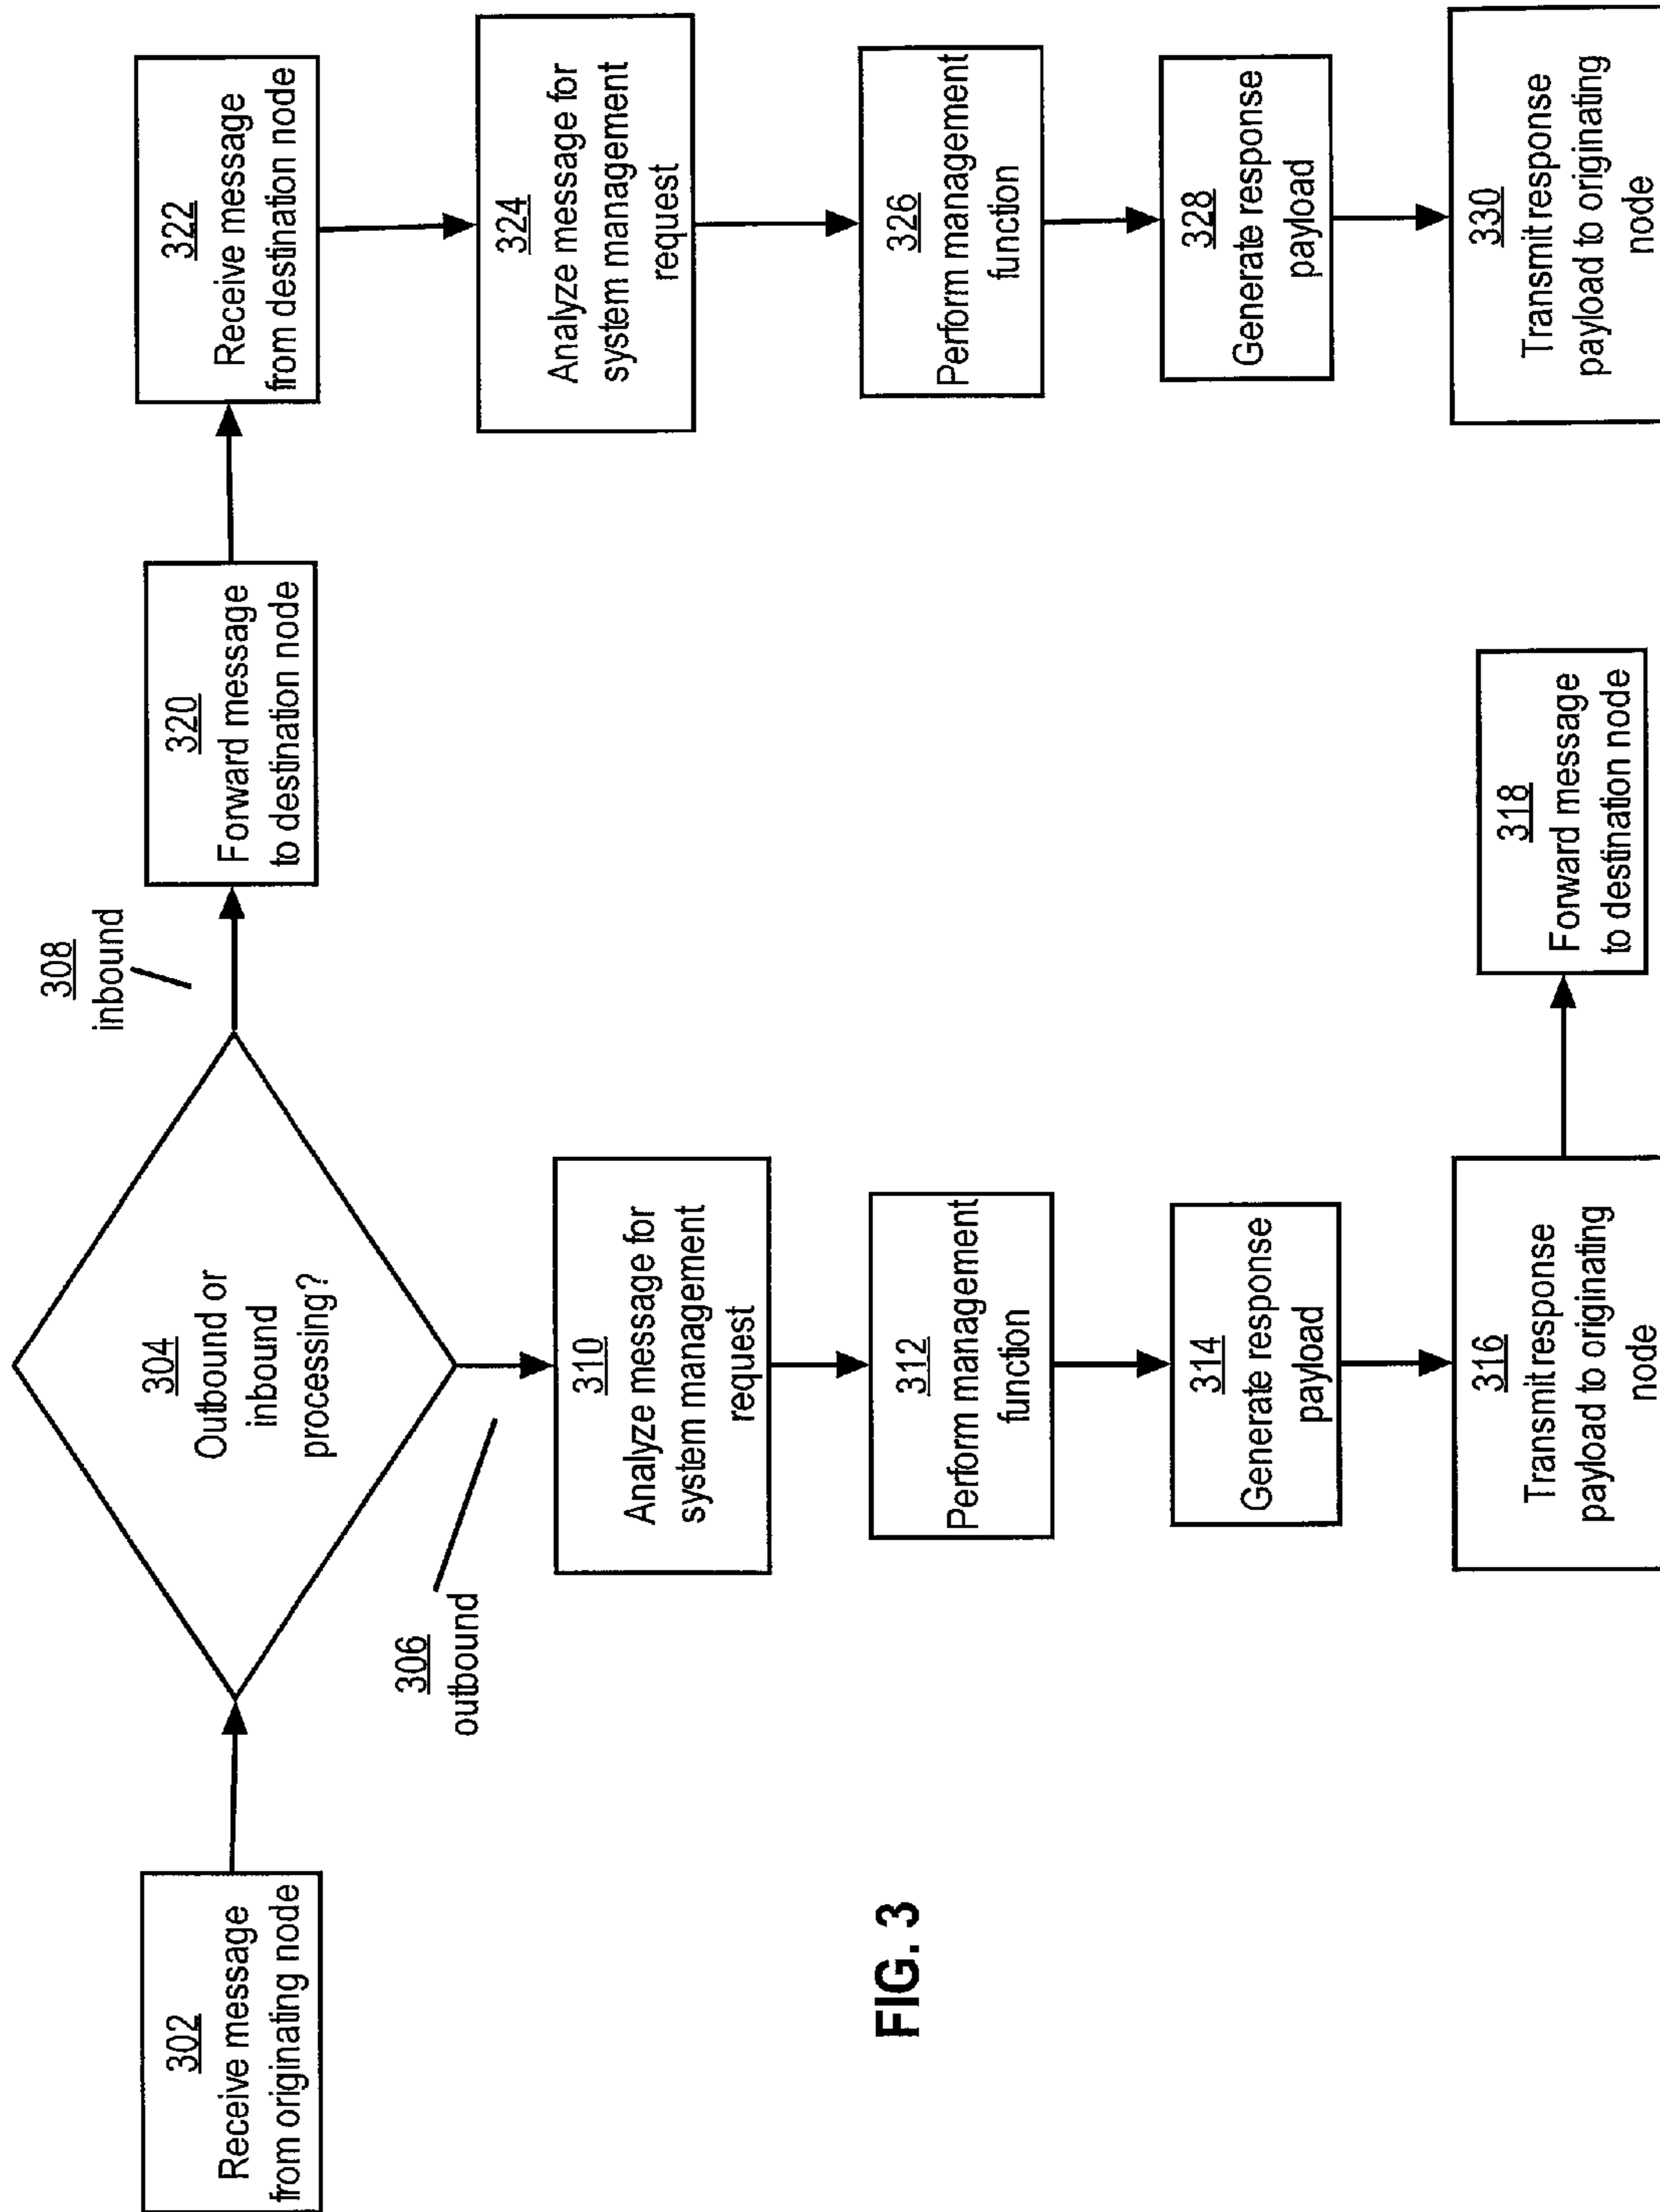 302
Receive message
from originating node
304
Outbound or
inbound
processing?
306
outbound
308
inbound
310
Analyze message for
system management
request
312
Perform management
function
314
Generate response
payload
316
Transmit response
payload to originating
node
318
Forward message
to destination node
320
Forward message
to destination node
322
Receive message
from destination node
324
Analyze message for
system management
request
326
Perform management
function
328
Generate response
payload
330
Transmit response
payload to originating
node
FIG. 3